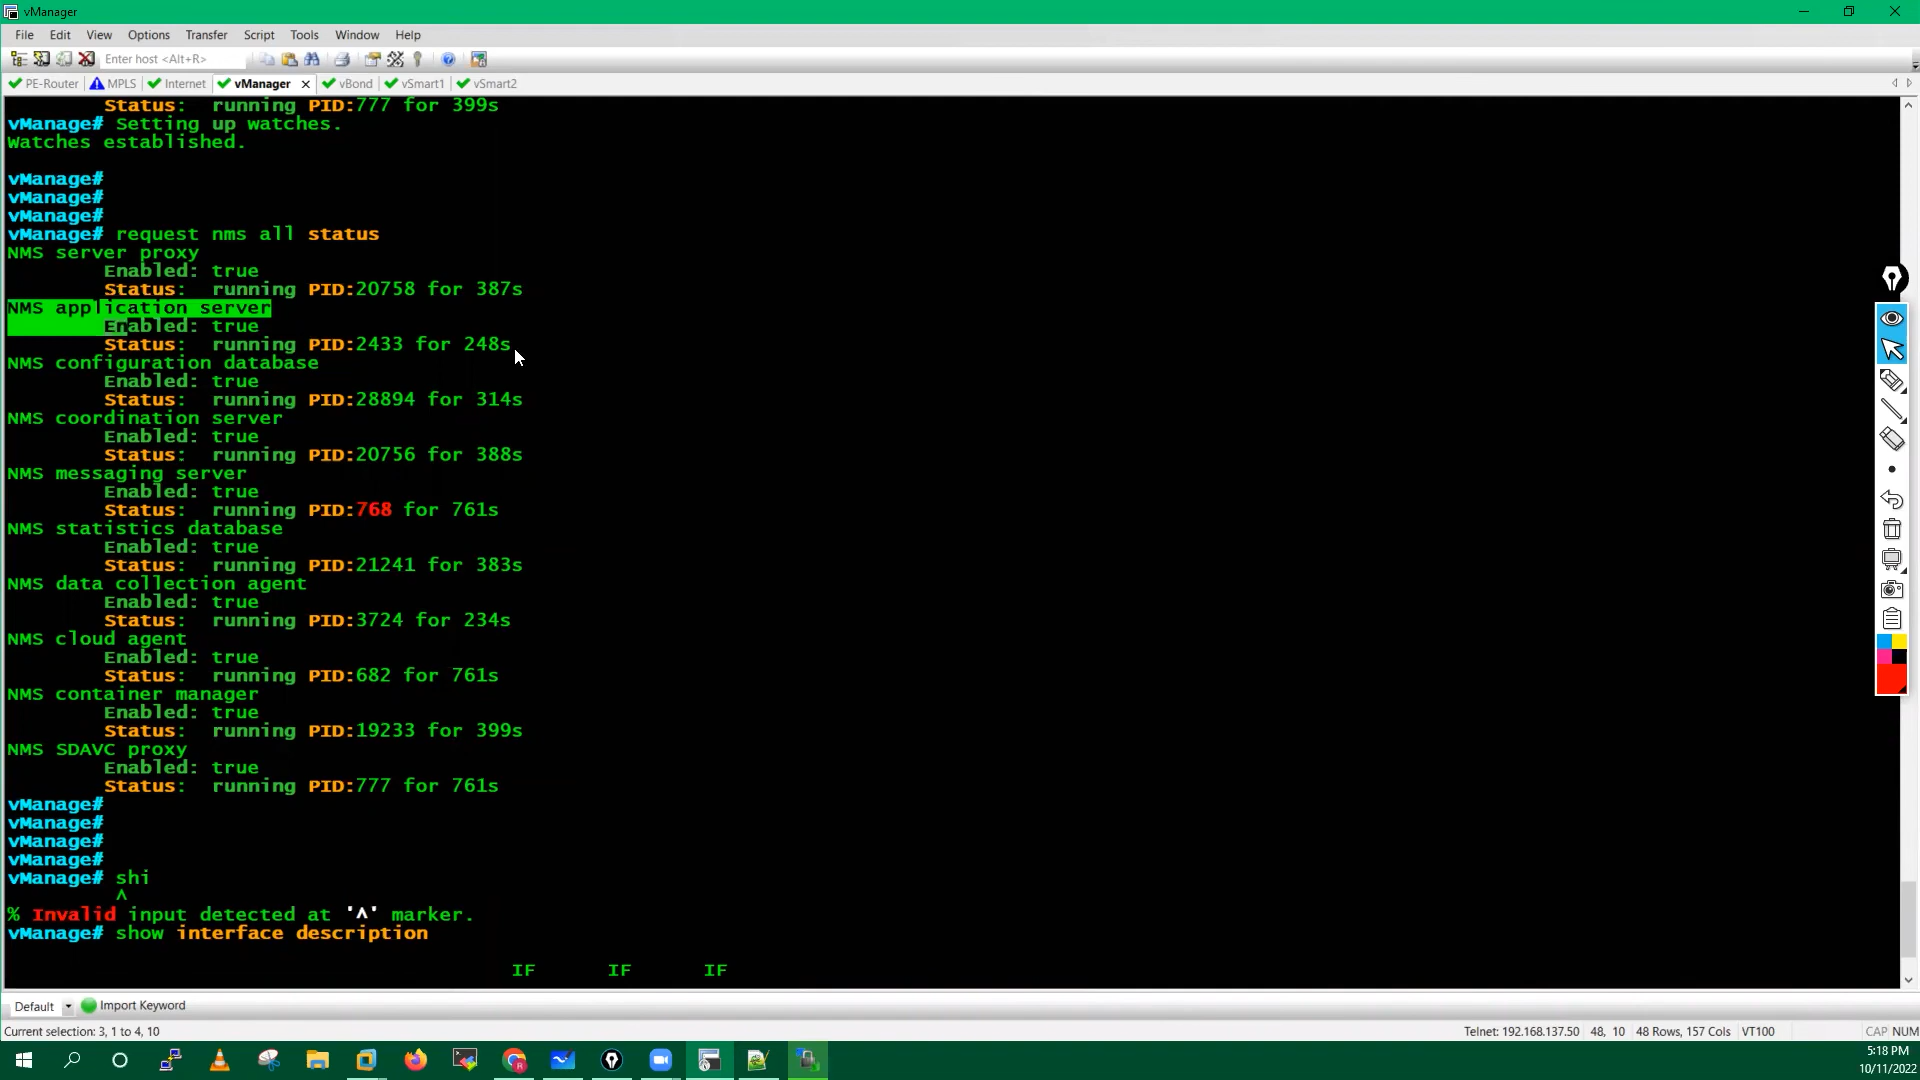 vManager
File Edit View Options Transfer Script Tools Window Help
Enter host <Alt+R>
PE-Router MPLS Internet vManager vBond vSmart1 vSmart2
Status: running PID:777 for 399s
vManage# Setting up watches.
Watches established.
vManage#
vManage#
vManage#
vManage# request nms all status
NMS server proxy
Enabled: true
Status: running PID:20758 for 387s
NMS application server
Enabled: true
Status: running PID:2433 for 248s
NMS configuration database
Enabled: true
Status: running PID:28894 for 314s
NMS coordination server
Enabled: true
Status: running PID:20756 for 388s
NMS messaging server
Enabled: true
Status: running PID:768 for 761s
NMS statistics database
Enabled: true
Status: running PID:21241 for 383s
NMS data collection agent
Enabled: true
Status: running PID:3724 for 234s
NMS cloud agent
Enabled: true
Status: running PID:682 for 761s
NMS container manager
Enabled: true
Status: running PID:19233 for 399s
NMS SDAVC proxy
Enabled: true
Status: running PID:777 for 761s
vManage#
vManage#
vManage#
vManage#
vManage# shi
^
% Invalid input detected at '^' marker.
vManage# show interface description
IF IF IF
Default Import Keyword
Current selection: 3, 1 to 4, 10 Telnet: 192.168.137.50 48, 10 48 Rows, 157 Cols VT100 CAP NUM
5:18 PM
10/11/2022